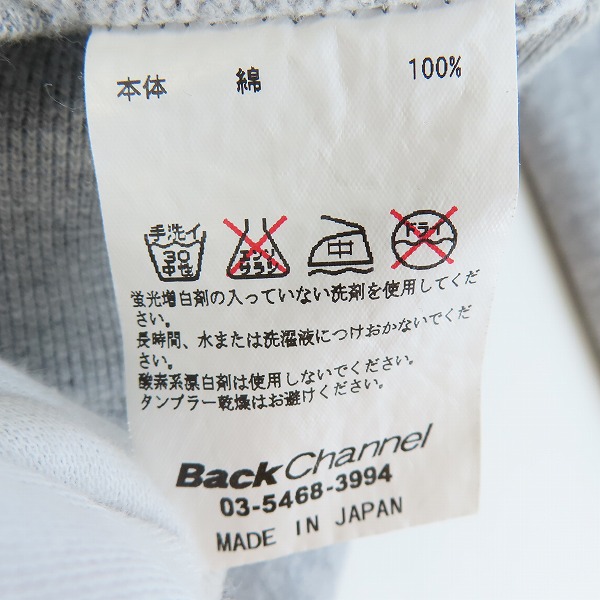 本体 綿 100%
手洗イ 30 中性 エンソ サラシ 中 ドライ
蛍光増白剤の入っていない洗剤を使用してくだ
さい。
長時間、水または洗濯液につけおかないでくだ
さい。
酸素系漂白剤は使用しないでください。
タンブラー乾燥はお避けください。
Back Channel
03-5468-3994
MADE IN JAPAN